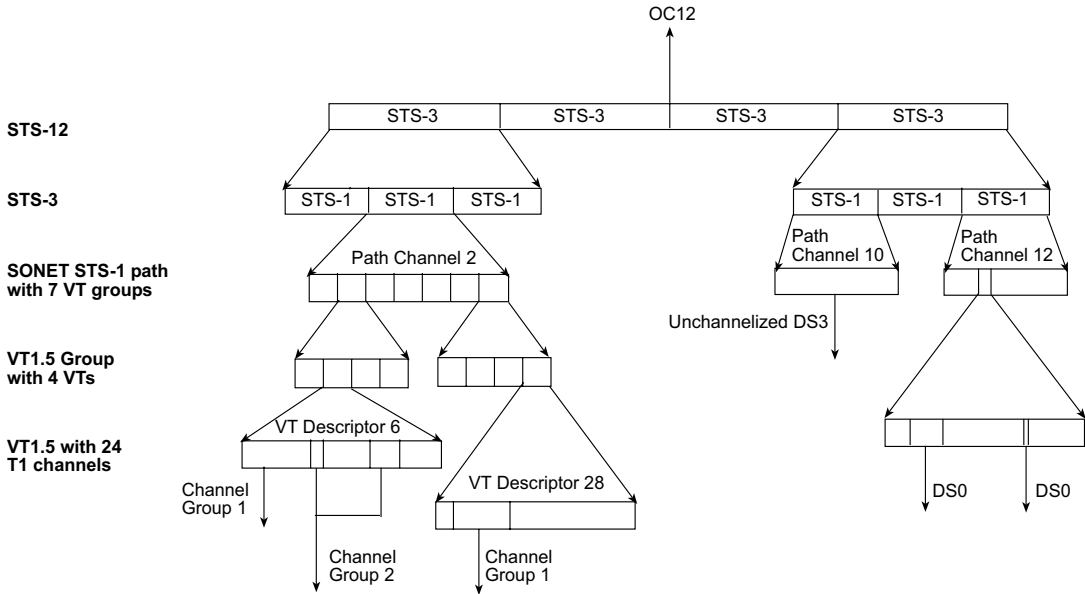 OC12
STS-12
STS-3 STS-3 STS-3 STS-3
STS-3
STS-1 STS-1 STS-1
STS-1 STS-1 STS-1
SONET STS-1 path
with 7 VT groups
Path Channel 2
Path
Channel 10
Path
Channel 12
Unchannelized DS3
VT1.5 Group
with 4 VTs
VT1.5 with 24
T1 channels
VT Descriptor 6
VT Descriptor 28
Channel
Group 1
DS0
DS0
Channel
Group 2
Channel
Group 1